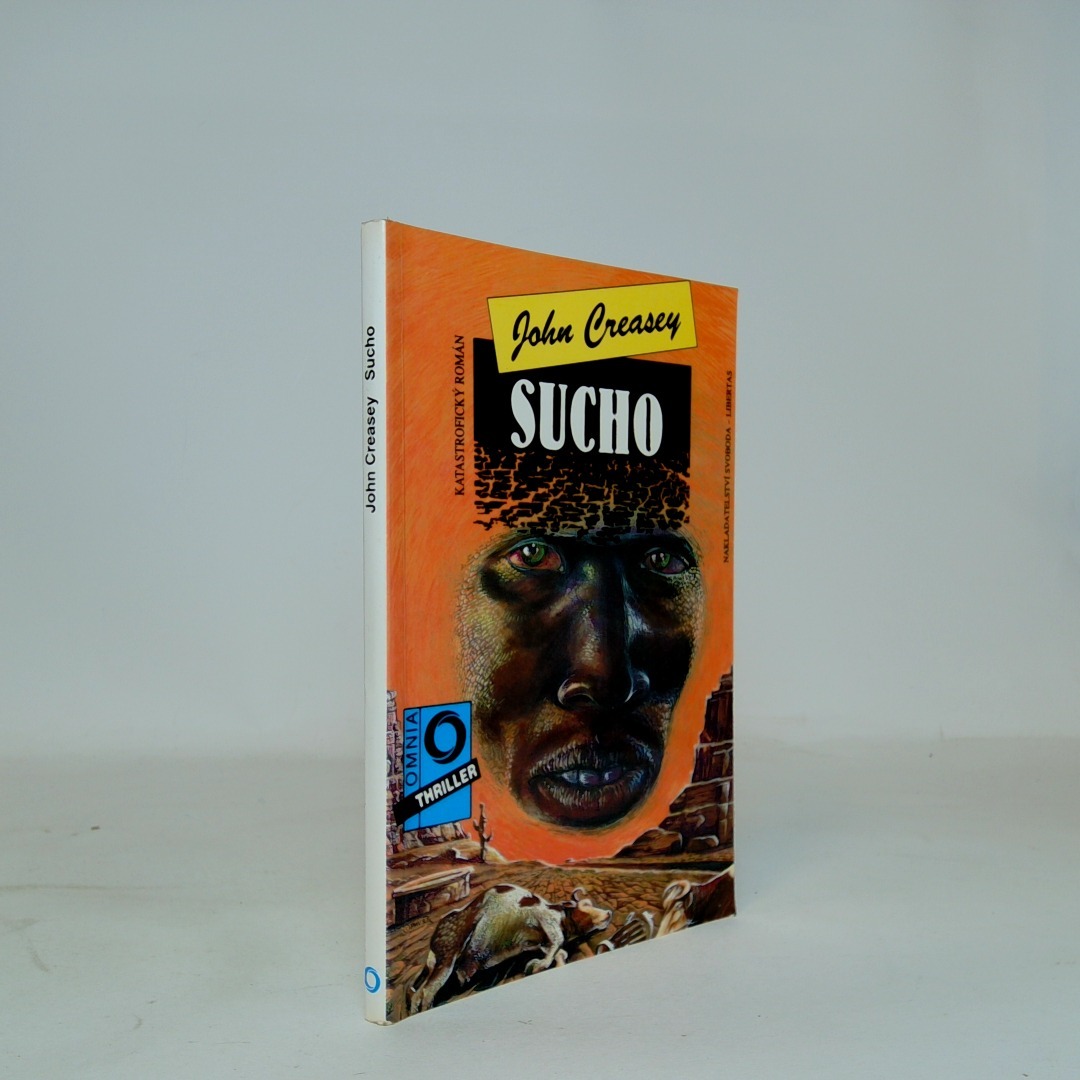 John Creasey Sucho
John Creasey
SUCHO
KATASTROFICKÝ ROMÁN
NAKLADATELSTVÍ SVOBODA - LIBERTAS
OMNIA
THRILLER